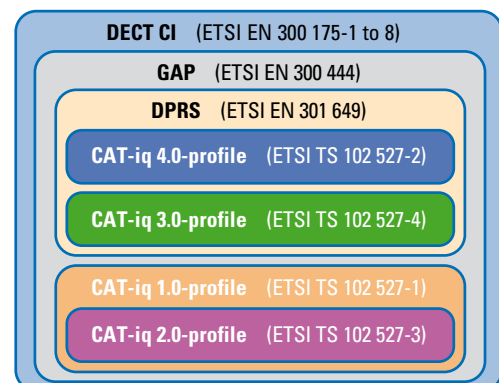 DECT CI (ETSI EN 300 175-1 to 8)
GAP (ETSI EN 300 444)
DPRS (ETSI EN 301 649)
CAT-iq 4.0-profile (ETSI TS 102 527-2)
CAT-iq 3.0-profile (ETSI TS 102 527-4)
CAT-iq 1.0-profile (ETSI TS 102 527-1)
CAT-iq 2.0-profile (ETSI TS 102 527-3)